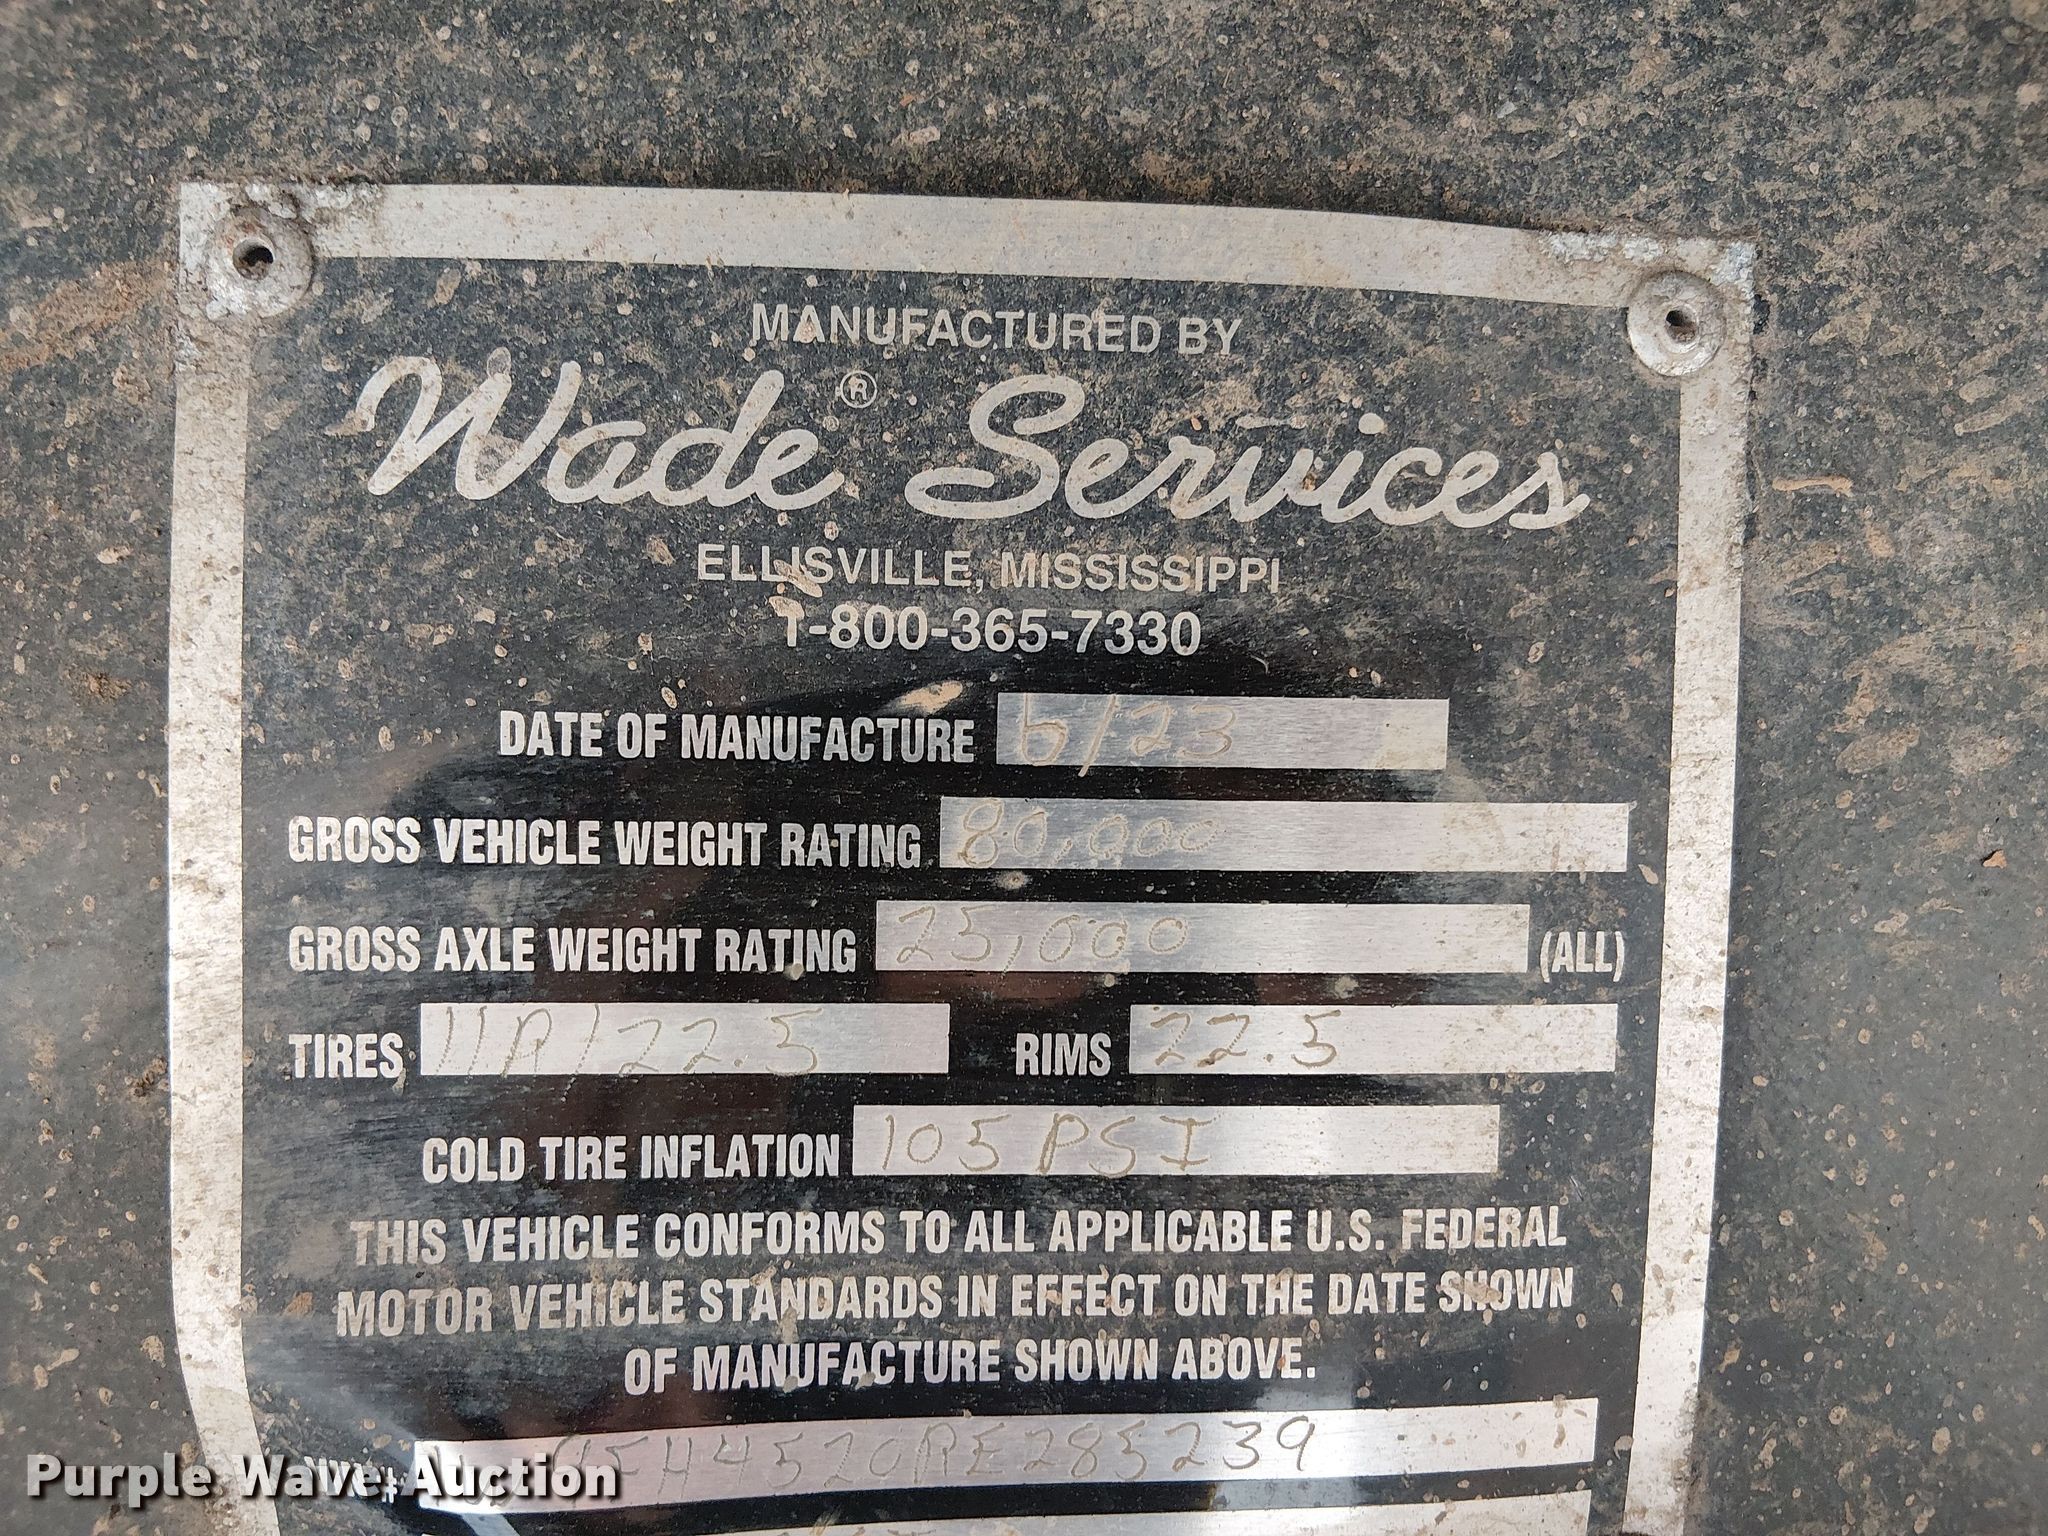 MANUFACTURED BY
Wade® Services
ELLISVILLE, MISSISSIPPI
1-800-365-7330
DATE OF MANUFACTURE 6/23
GROSS VEHICLE WEIGHT RATING 80,000
GROSS AXLE WEIGHT RATING 25,000 (ALL)
TIRES 11R/22.5 RIMS 22.5
COLD TIRE INFLATION 105 PSI
THIS VEHICLE CONFORMS TO ALL APPLICABLE U.S. FEDERAL
MOTOR VEHICLE STANDARDS IN EFFECT ON THE DATE SHOWN
OF MANUFACTURE SHOWN ABOVE.
Purple Wave Auction